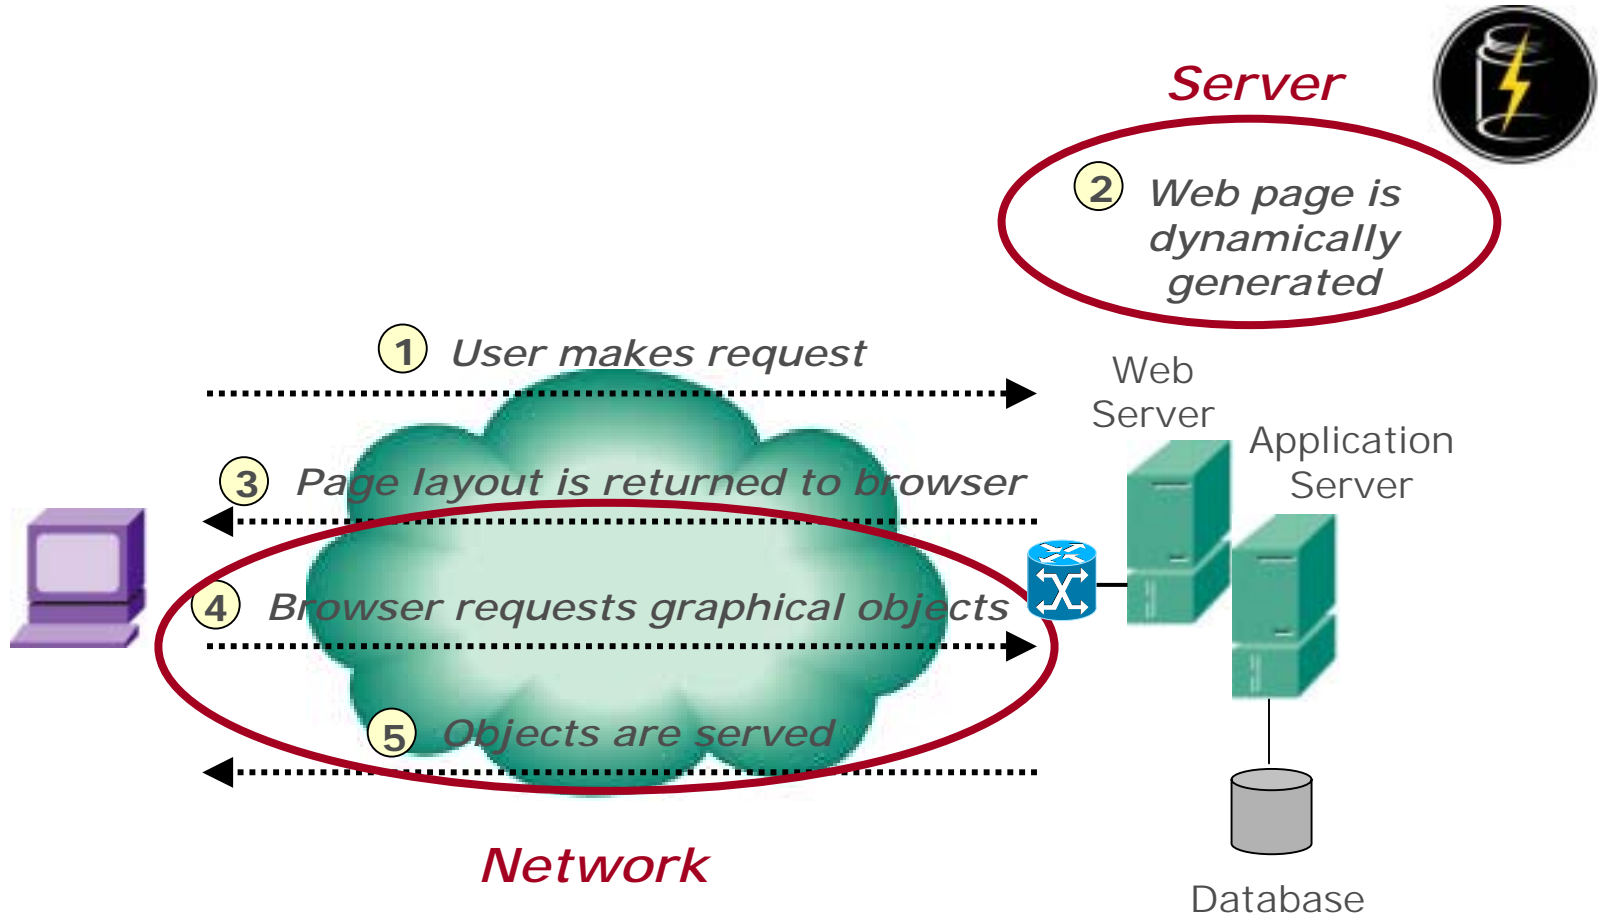 Server
2 Web page is
dynamically
generated
1 User makes request
Web
Server
Application
Server
3 Page layout is returned to browser
4 Browser requests graphical objects
5 Objects are served
Network
Database